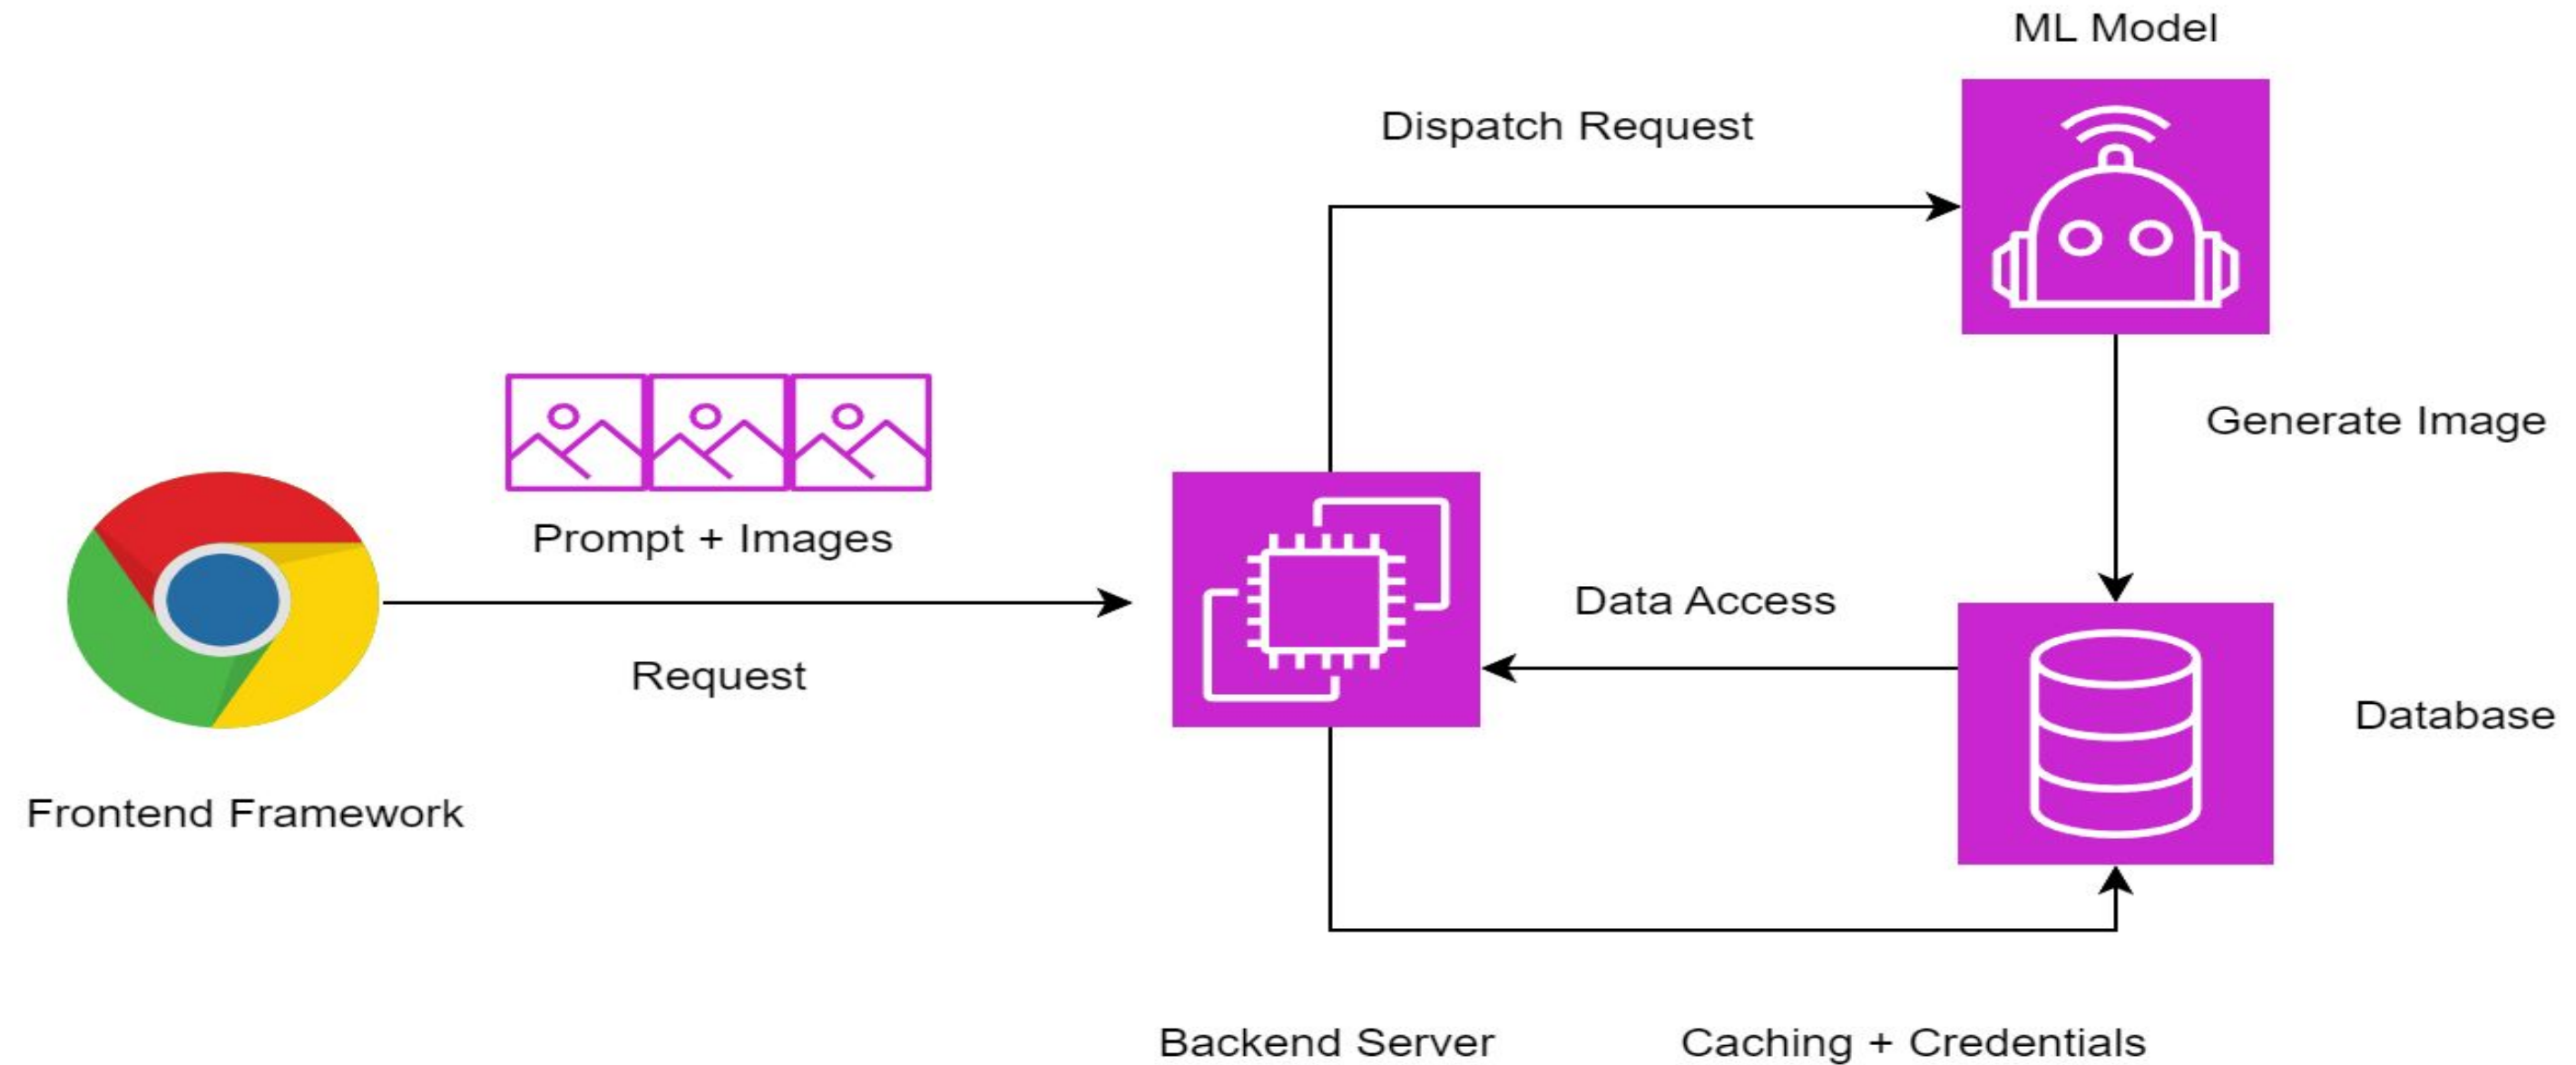 ML Model
Dispatch Request
Generate Image
Prompt + Images
Data Access
Request
Database
Frontend Framework
Backend Server
Caching + Credentials